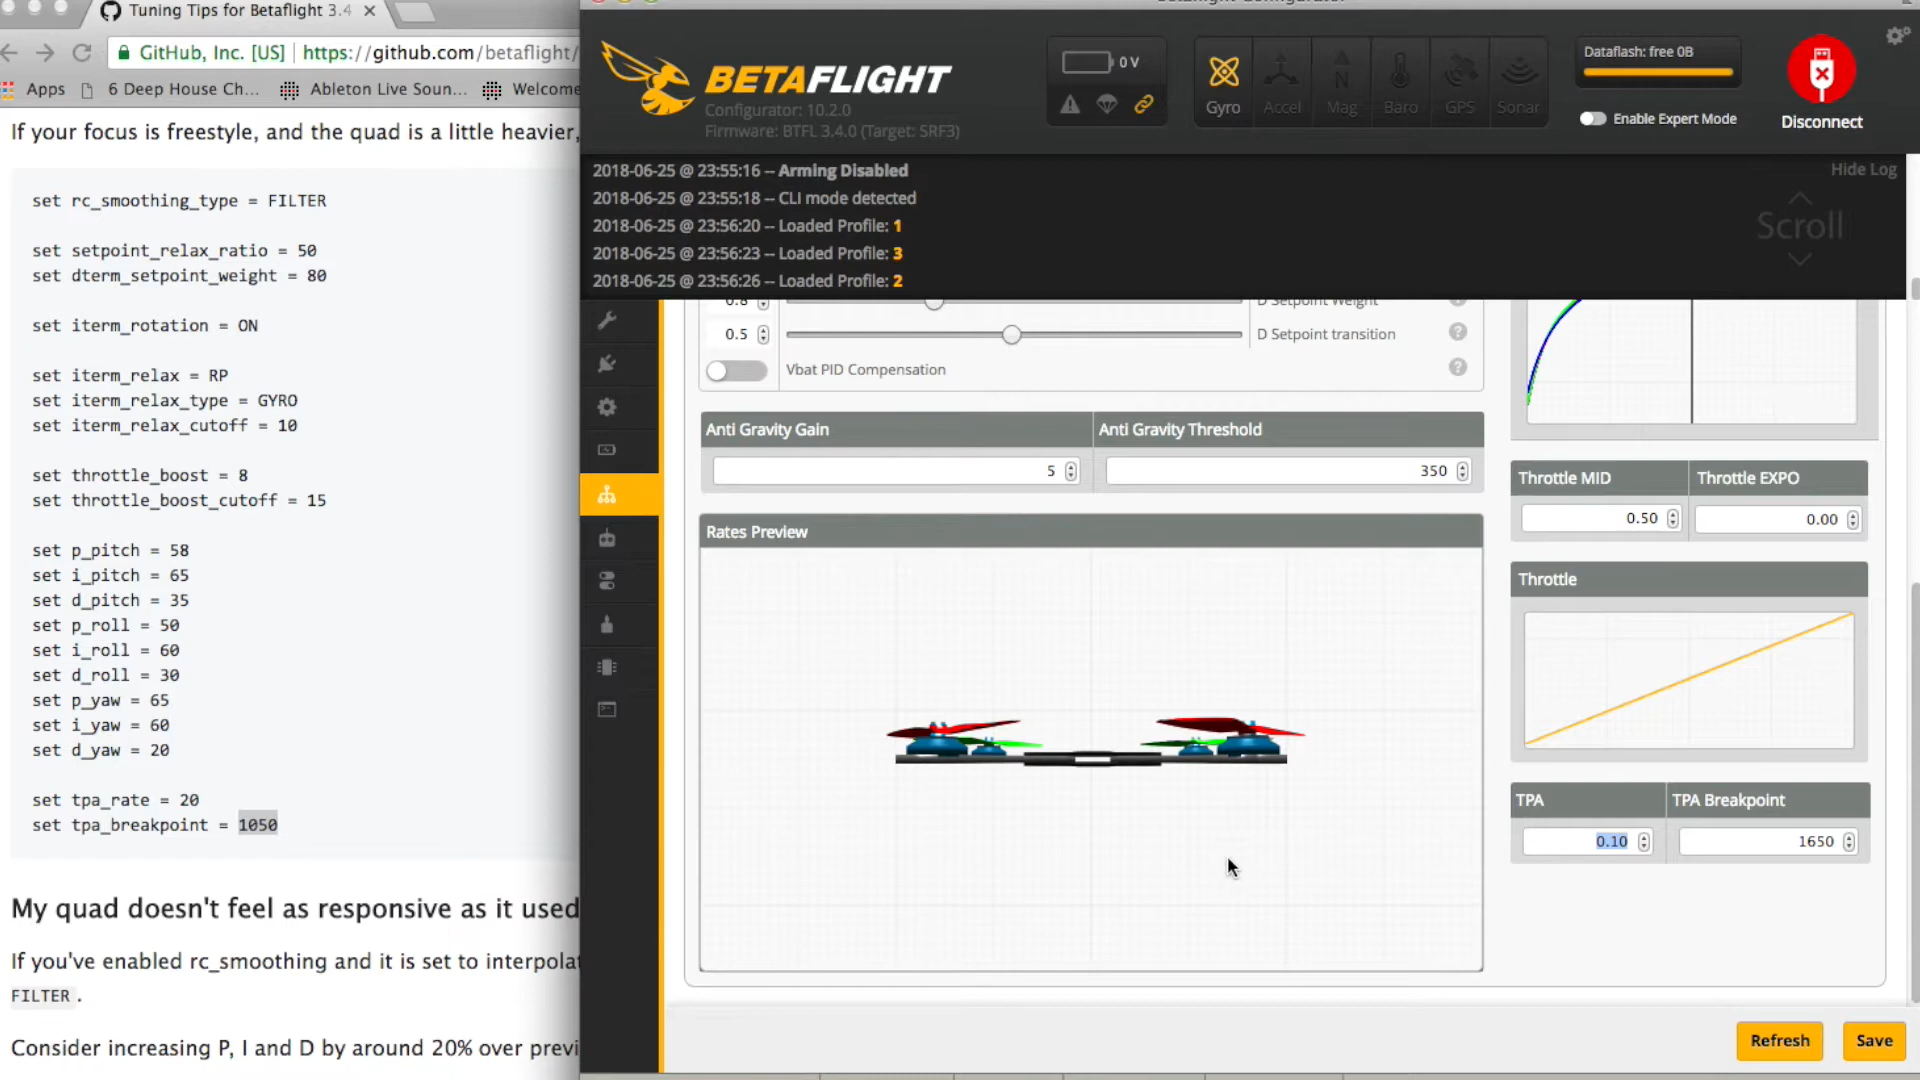 Tuning Tips for Betaflight 3.4
GitHub, Inc. [US] | https://github.com/betaflight/
Apps 6 Deep House Ch... Ableton Live Soun... Welcome
If your focus is freestyle, and the quad is a little heavier,
set rc_smoothing_type = FILTER
set setpoint_relax_ratio = 50
set dterm_setpoint_weight = 80
set iterm_rotation = ON
set iterm_relax = RP
set iterm_relax_type = GYRO
set iterm_relax_cutoff = 10
set throttle_boost = 8
set throttle_boost_cutoff = 15
set p_pitch = 58
set i_pitch = 65
set d_pitch = 35
set p_roll = 50
set i_roll = 60
set d_roll = 30
set p_yaw = 65
set i_yaw = 60
set d_yaw = 20
set tpa_rate = 20
set tpa_breakpoint = 1050
My quad doesn't feel as responsive as it used
If you've enabled rc_smoothing and it is set to interpola
FILTER.
Consider increasing P, I and D by around 20% over previ
BETAFLIGHT
Configurator: 10.2.0
Firmware: BTFL 3.4.0 (Target: SRF3)
0 V
Gyro Accel Mag Baro GPS Sonar
Dataflash: free 0B
Enable Expert Mode
Disconnect
2018-06-25 @ 23:55:16 -- Arming Disabled
2018-06-25 @ 23:55:18 -- CLI mode detected
2018-06-25 @ 23:56:20 -- Loaded Profile: 1
2018-06-25 @ 23:56:23 -- Loaded Profile: 3
2018-06-25 @ 23:56:26 -- Loaded Profile: 2
Hide Log
Scroll
0.8 D Setpoint Weight
0.5 D Setpoint transition
Vbat PID Compensation
Anti Gravity Gain Anti Gravity Threshold
5 350
Rates Preview
Throttle MID Throttle EXPO
0.50 0.00
Throttle
TPA TPA Breakpoint
0.10 1650
Refresh Save